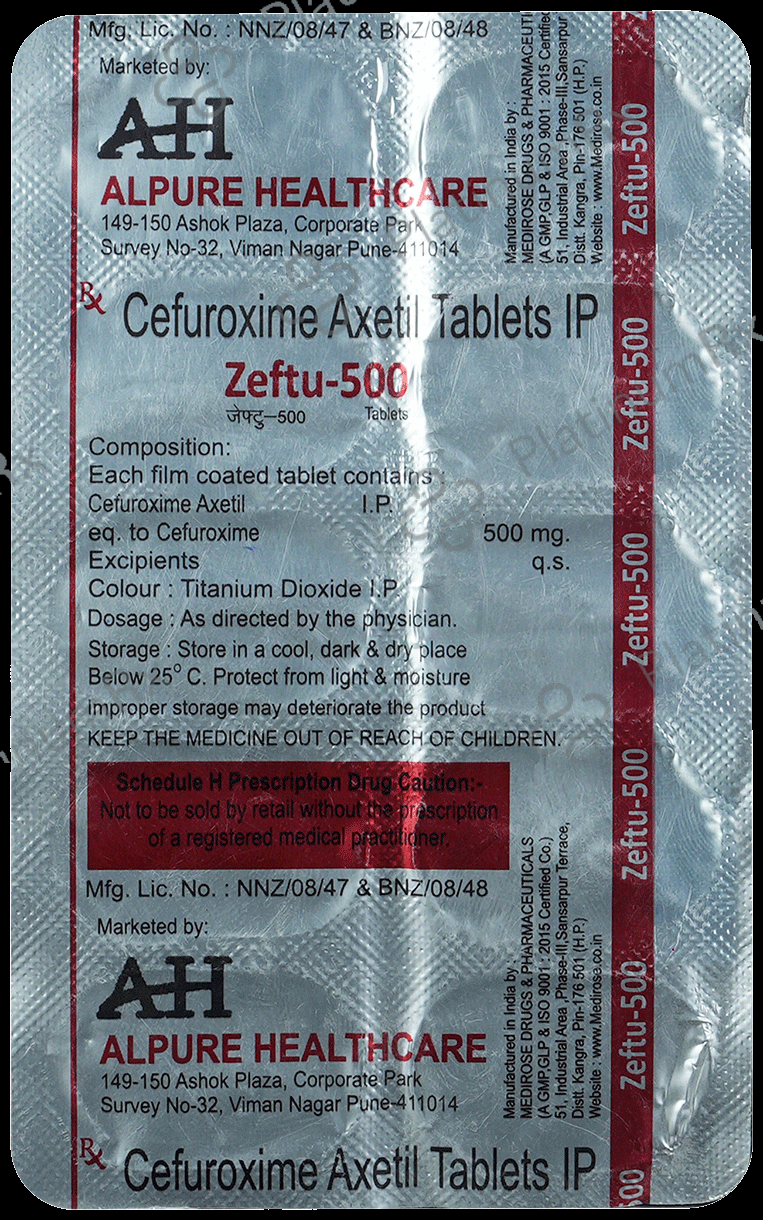 Mfg. Lic. No. : NNZ/08/47 & BNZ/08/48
Marketed by:
AH
ALPURE HEALTHCARE
149-150 Ashok Plaza, Corporate Park
Survey No-32, Viman Nagar Pune-411014
Manufactured in India by :
MEDIROSE DRUGS & PHARMACEUTI
(A GMP,GLP & ISO 9001 : 2015 Certified
51, Industrial Area ,Phase-III,Sansarpur
Distt. Kangra, Pin-176 501 (H.P.)
Website : www.Medirose.co.in
Rx Cefuroxime Axetil Tablets IP
Zeftu-500
जेफ्टु–500 Tablets
Composition:
Each film coated tablet contains :
Cefuroxime Axetil I.P.
eq. to Cefuroxime 500 mg.
Excipients q.s.
Colour : Titanium Dioxide I.P.
Dosage : As directed by the physician.
Storage : Store in a cool, dark & dry place
Below 25° C. Protect from light & moisture
improper storage may deteriorate the product
KEEP THE MEDICINE OUT OF REACH OF CHILDREN.
Schedule H Prescription Drug Caution:-
Not to be sold by retail without the prescription
of a registered medical practitioner.
Mfg. Lic. No. : NNZ/08/47 & BNZ/08/48
Marketed by:
AH
ALPURE HEALTHCARE
149-150 Ashok Plaza, Corporate Park
Survey No-32, Viman Nagar Pune-411014
Manufactured in India by :
MEDIROSE DRUGS & PHARMACEUTICALS
(A GMP,GLP & ISO 9001 : 2015 Certified Co.)
51, Industrial Area ,Phase-III,Sansarpur Terrace,
Distt. Kangra, Pin-176 501 (H.P.)
Website : www.Medirose.co.in
Rx Cefuroxime Axetil Tablets IP
Zeftu-500
Zeftu-500
Zeftu-500
Zeftu-500
Zeftu-500
500